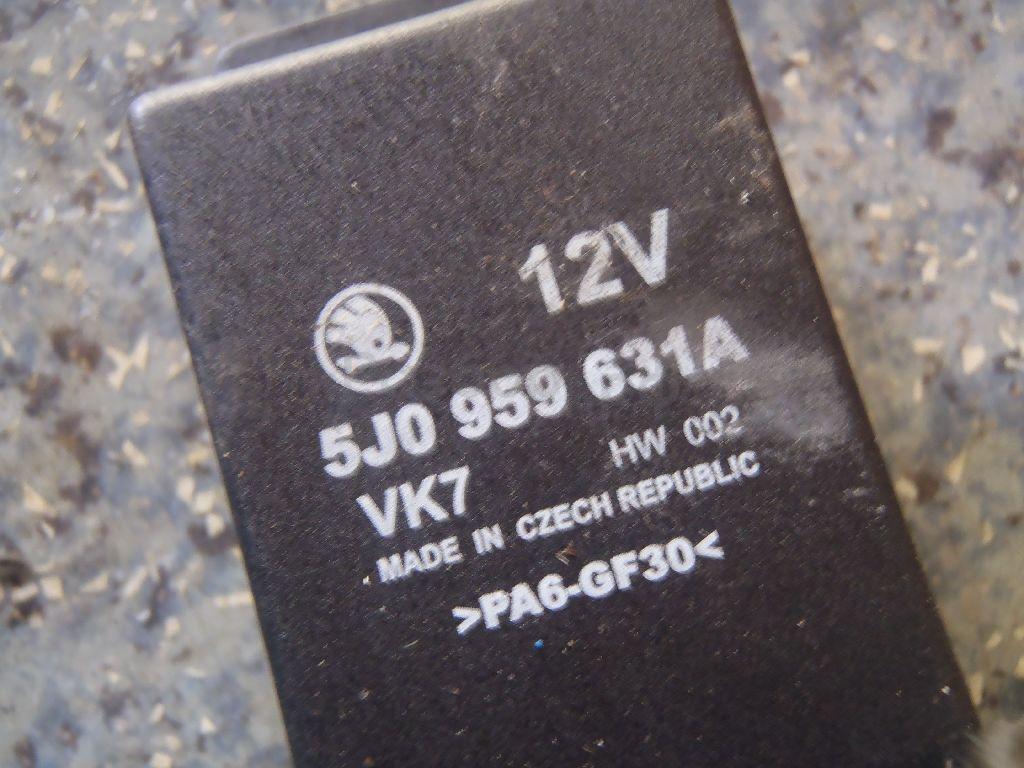 12V
5J0 959 631A
VK7 HW 002
MADE IN CZECH REPUBLIC
>PA6-GF30<